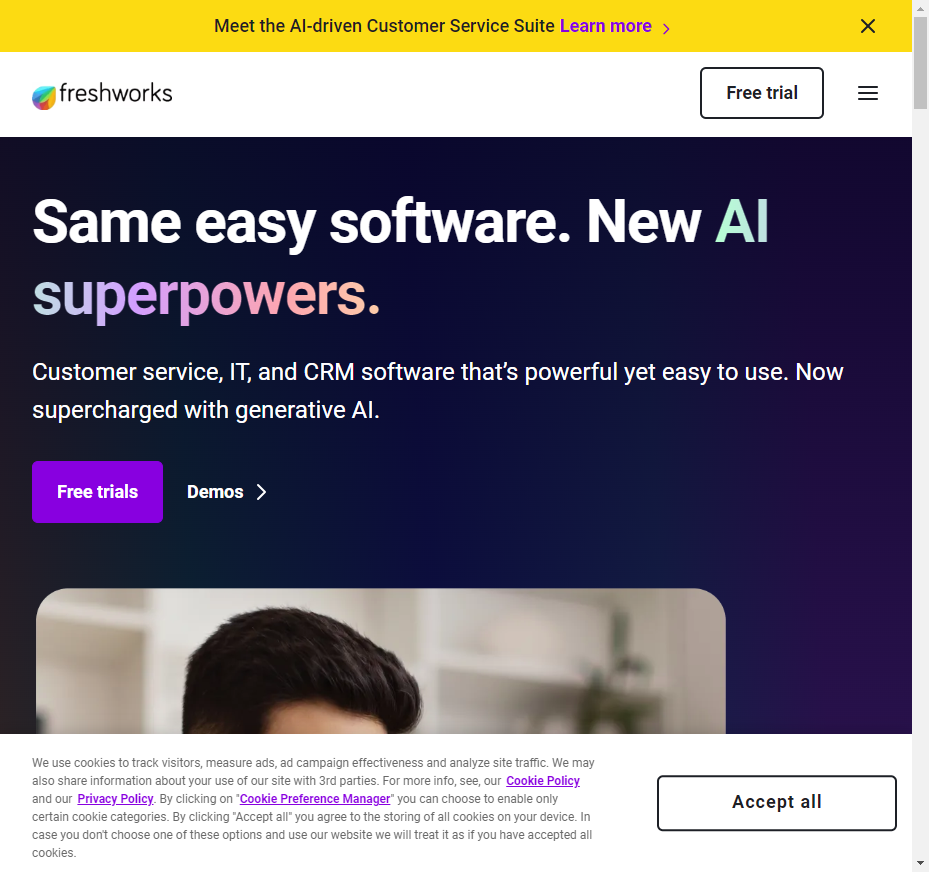 Meet the AI-driven Customer Service Suite Learn more
freshworks
Free trial
Same easy software. New AI
superpowers.
Customer service, IT, and CRM software that’s powerful yet easy to use. Now
supercharged with generative AI.
Free trials
Demos
We use cookies to track visitors, measure ads, ad campaign effectiveness and analyze site traffic. We may
also share information about your use of our site with 3rd parties. For more info, see, our Cookie Policy
and our Privacy Policy. By clicking on "Cookie Preference Manager" you can choose to enable only
certain cookie categories. By clicking "Accept all" you agree to the storing of all cookies on your device. In
case you don't choose one of these options and use our website we will treat it as if you have accepted all
cookies.
Accept all